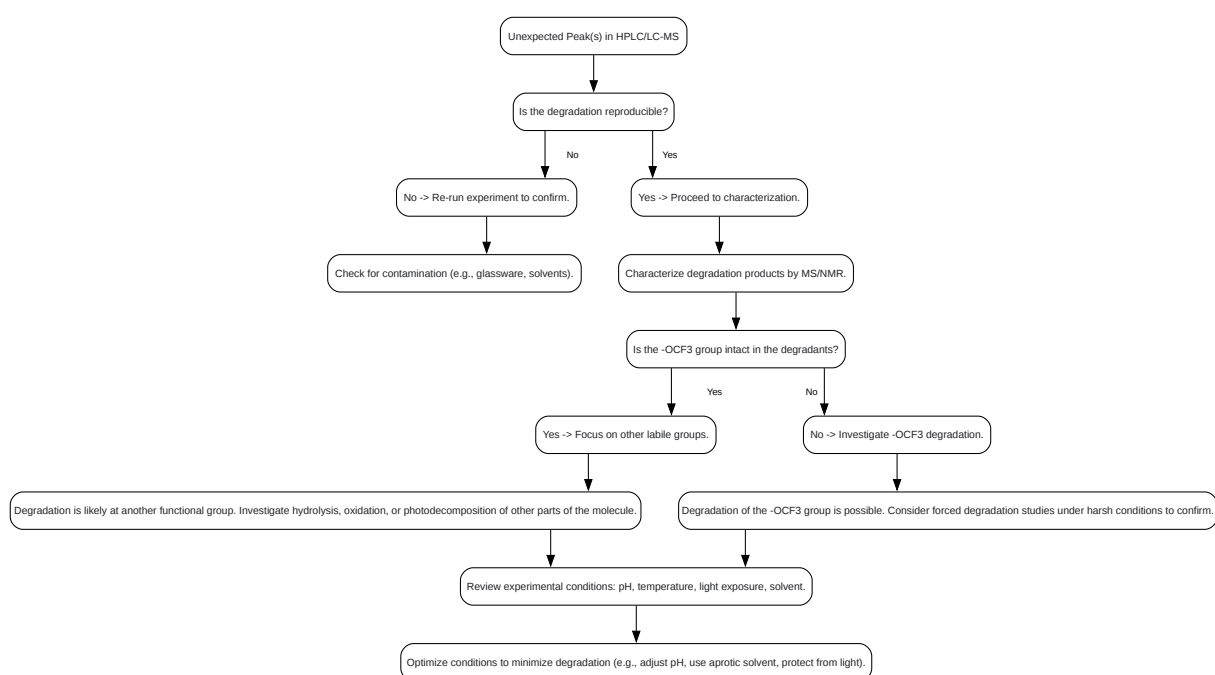 Unexpected Peak(s) in HPLC/LC-MS
Is the degradation reproducible?
No
Yes
No -> Re-run experiment to confirm.
Yes -> Proceed to characterization.
Check for contamination (e.g., glassware, solvents).
Characterize degradation products by MS/NMR.
Is the -OCF3 group intact in the degradants?
Yes
No
Yes -> Focus on other labile groups.
No -> Investigate -OCF3 degradation.
Degradation is likely at another functional group. Investigate hydrolysis, oxidation, or photodecomposition of other parts of the molecule.
Degradation of the -OCF3 group is possible. Consider forced degradation studies under harsh conditions to confirm.
Review experimental conditions: pH, temperature, light exposure, solvent.
Optimize conditions to minimize degradation (e.g., adjust pH, use aprotic solvent, protect from light).